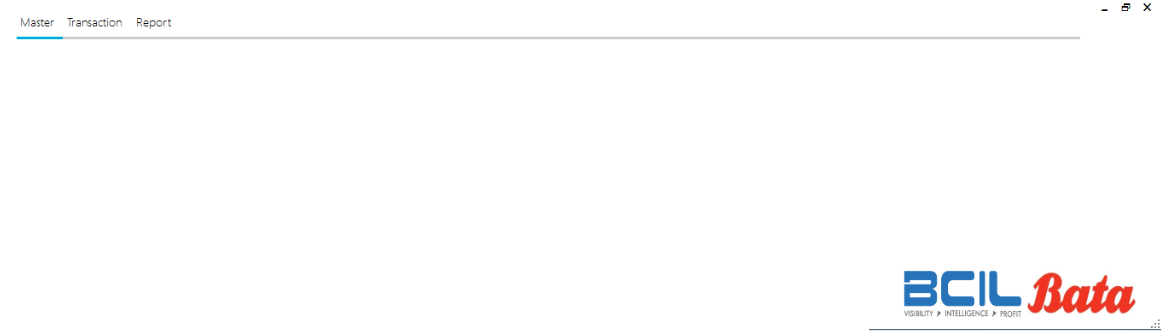 Master Transaction Report
BCIL Bata
VISIBILITY > INTELLIGENCE > PROFIT